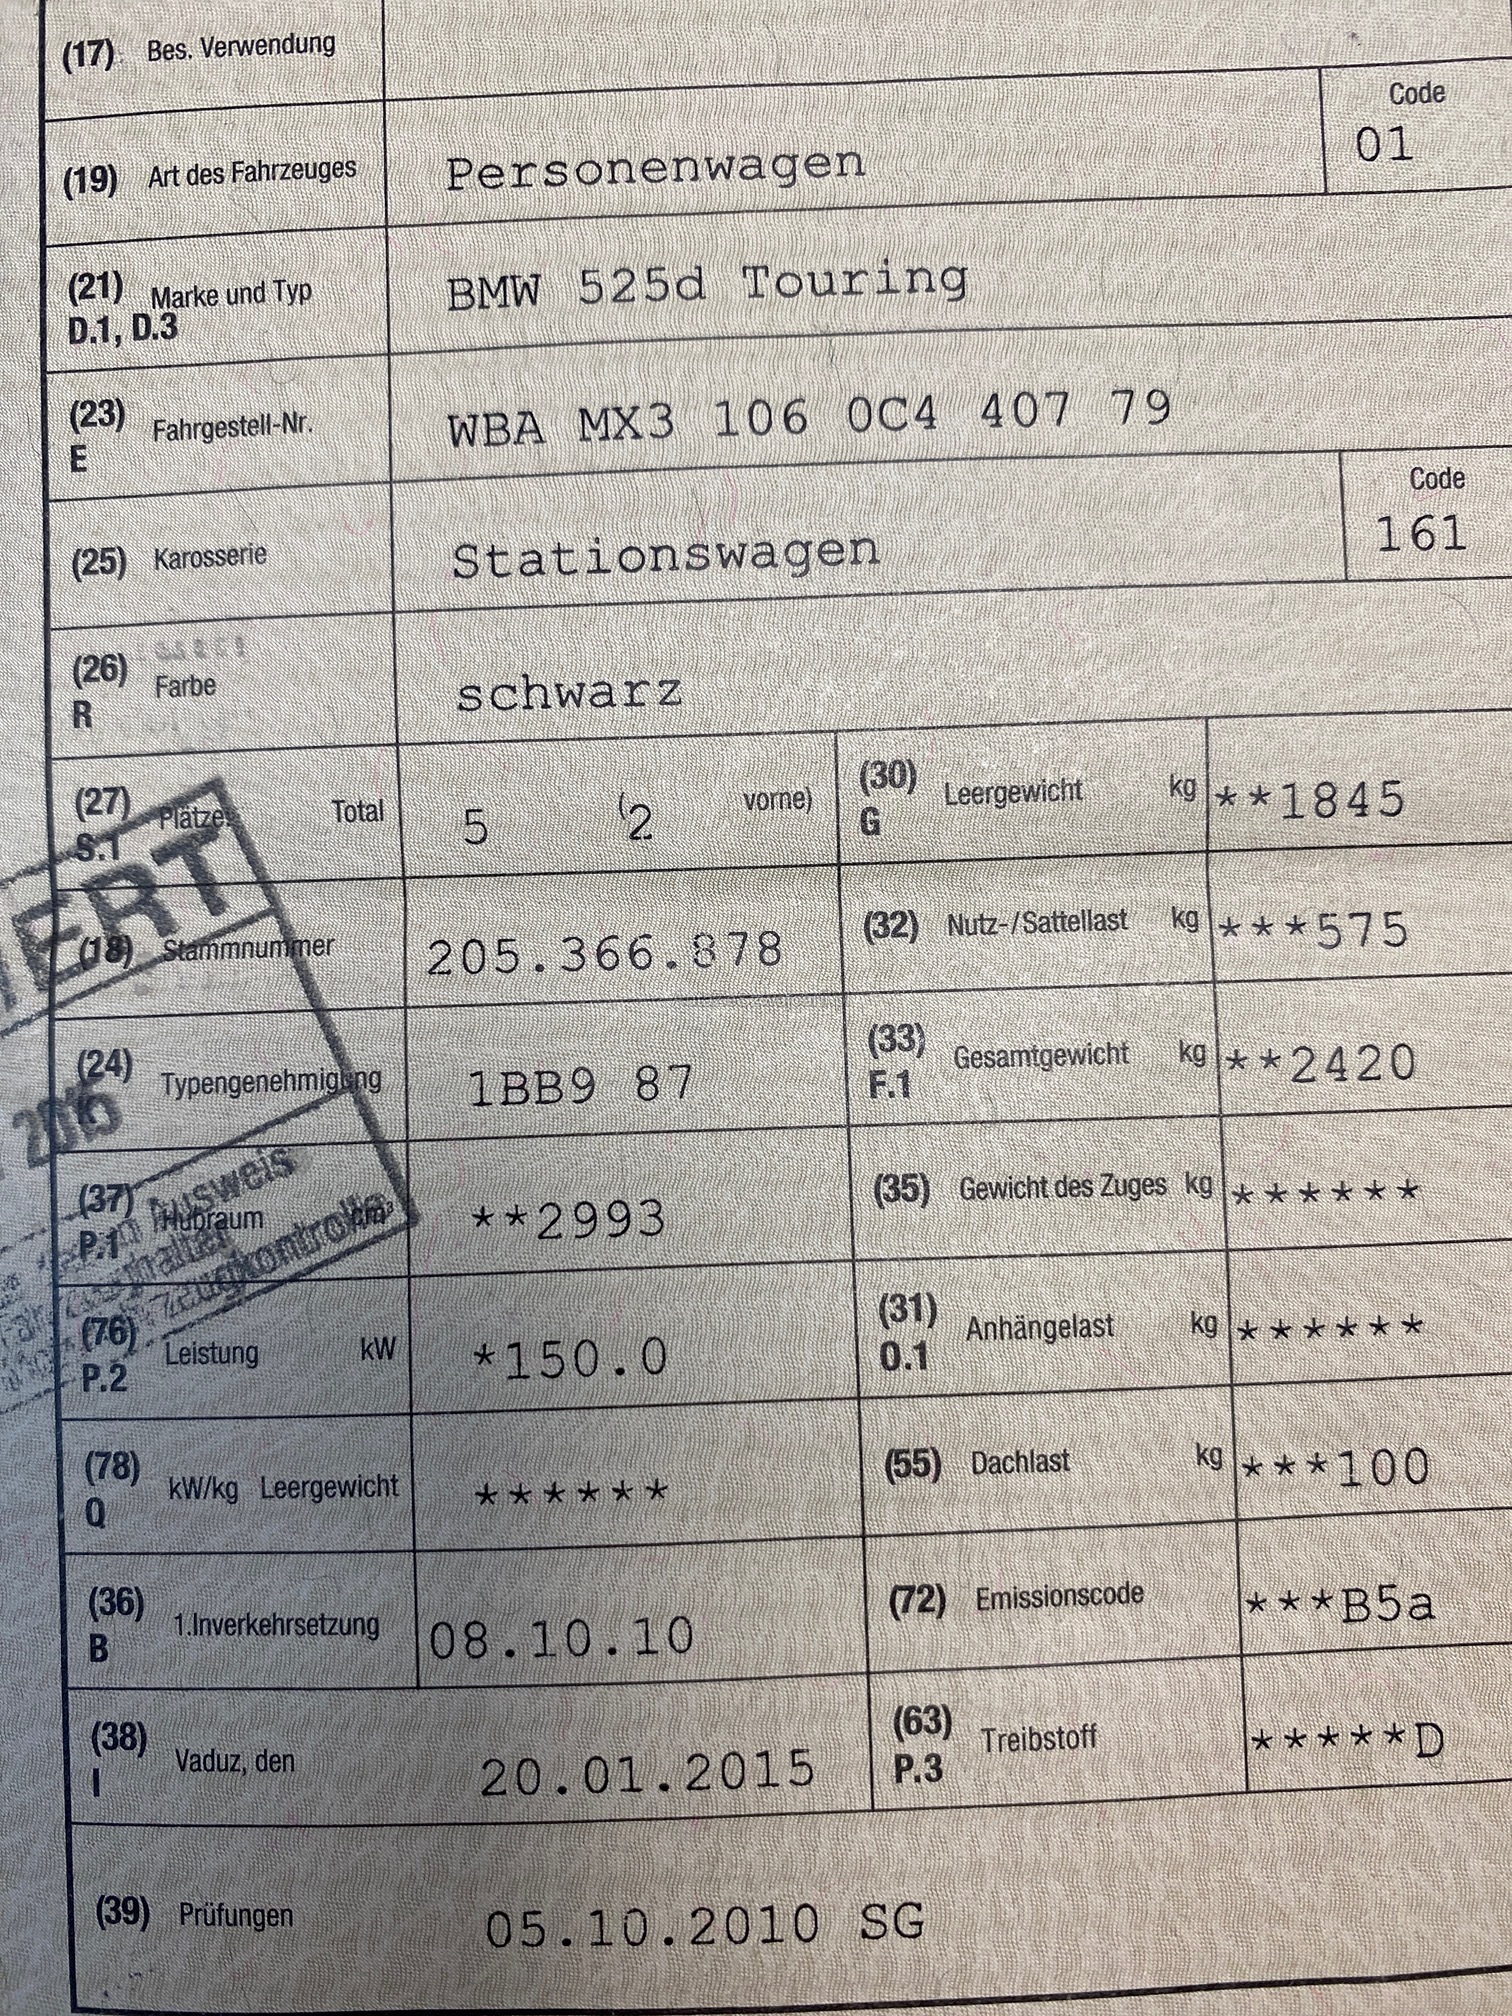 (17) Bes. Verwendung
Code
(19) Art des Fahrzeuges Personenwagen 01
(21) Marke und Typ BMW 525d Touring
D.1, D.3
(23) Fahrgestell-Nr. WBA MX3 106 0C4 407 79
E
Code
(25) Karosserie Stationswagen 161
(26) Farbe schwarz
R
(27) Plätze Total 5 (2 vorne)
S.1
(30) Leergewicht kg **1845
G
(18) Stammnummer 205.366.878
(32) Nutz-/Sattellast kg ***575
(24) Typengenehmigung 1BB9 87
(33) Gesamtgewicht kg **2420
F.1
(37) Hubraum cm³ **2993
P.1
(35) Gewicht des Zuges kg ******
(76) Leistung kW *150.0
P.2
(31) Anhängelast kg ******
O.1
(78) kW/kg Leergewicht ******
Q
(55) Dachlast kg ***100
(36) 1.Inverkehrsetzung 08.10.10
B
(72) Emissionscode ***B5a
(38) Vaduz, den 20.01.2015
I
(63) Treibstoff *****D
P.3
(39) Prüfungen 05.10.2010 SG
IERT
Ausweis